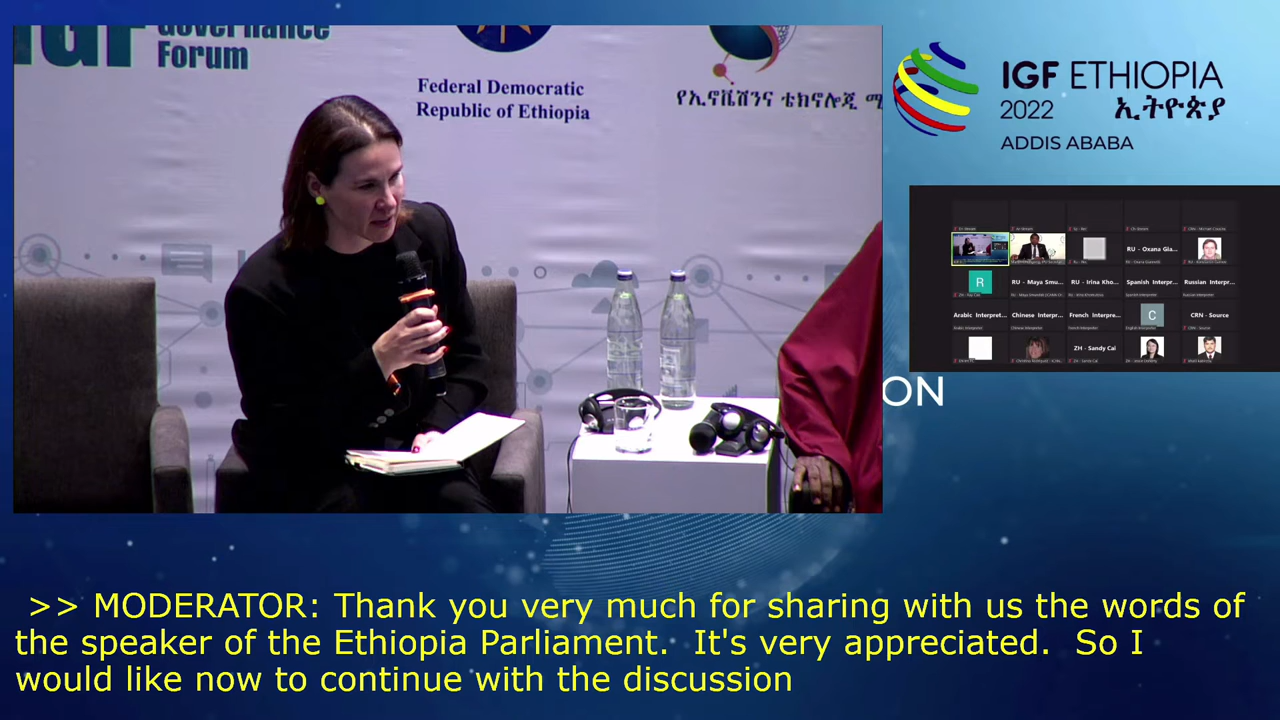 IGF
Governance
Forum
Federal Democratic
Republic of Ethiopia
የኢኖቬሽንና ቴክኖሎጂ ሚ
IGF ETHIOPIA
2022 ኢትዮጵያ
ADDIS ABABA
RU - Oxana Gia...
R
RU - Maya Smu...
RU - Irina Kho...
Spanish Interpr...
Russian Interpr...
Arabic Interpret...
Chinese Interpr...
French Interpre...
C
CRN - Source
ZH - Sandy Cai
ON
>> MODERATOR: Thank you very much for sharing with us the words of
the speaker of the Ethiopia Parliament. It's very appreciated. So I
would like now to continue with the discussion